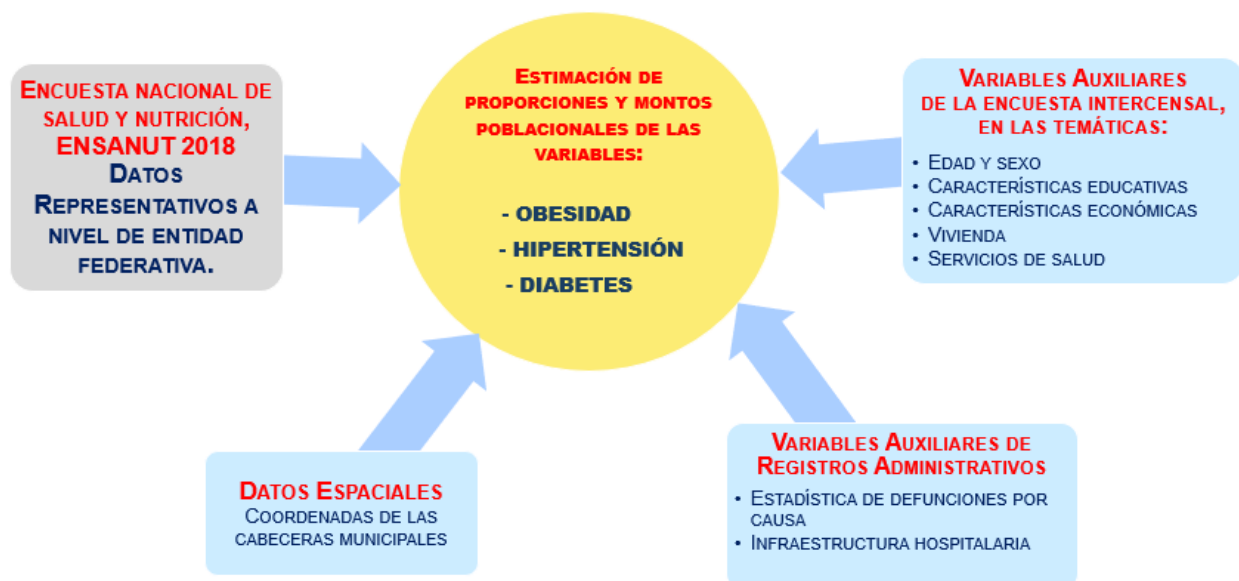 Encuesta nacional de
salud y nutrición,
ENSANUT 2018
Datos
Representativos a
nivel de entidad
federativa.
Estimación de
proporciones y montos
poblacionales de las
variables:
- OBESIDAD
- HIPERTENSIÓN
- DIABETES
Variables Auxiliares
de la encuesta intercensal,
en las temáticas:
• Edad y sexo
• Características educativas
• Características económicas
• Vivienda
• Servicios de salud
Datos Espaciales
Coordenadas de las
cabeceras municipales
Variables Auxiliares de
Registros Administrativos
• Estadística de defunciones por
causa
• Infraestructura hospitalaria